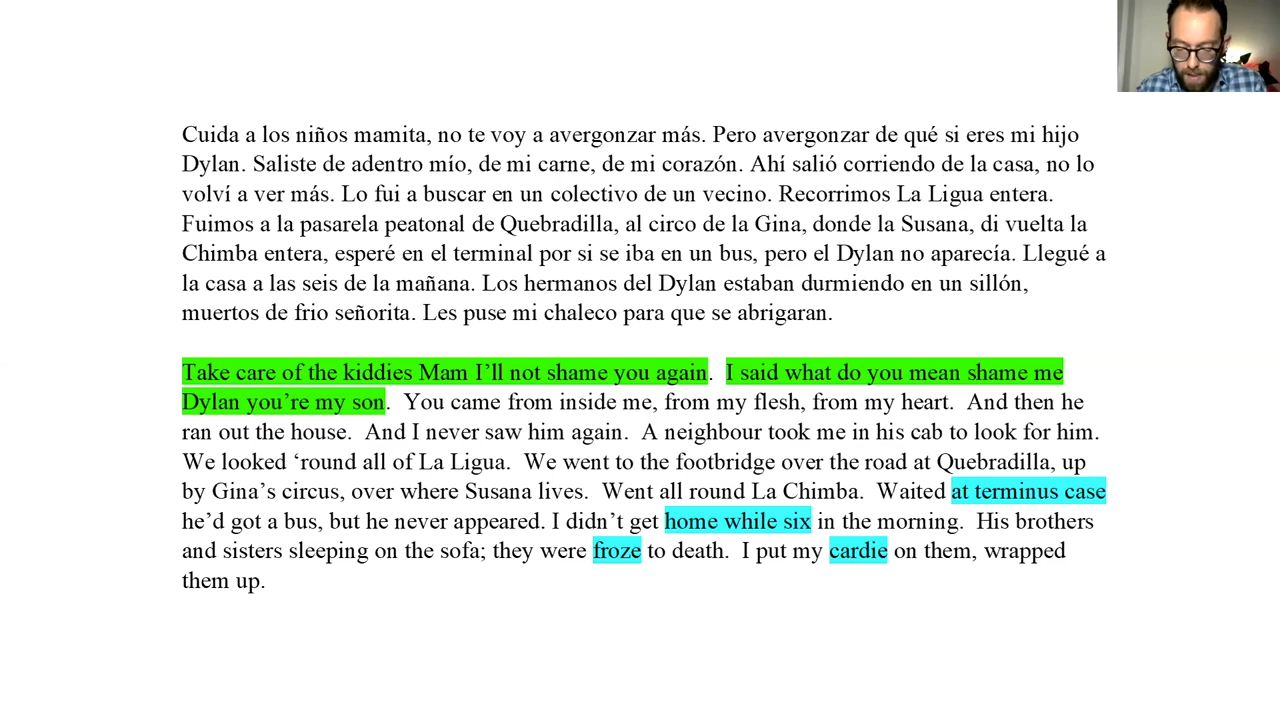 Cuida a los niños mamita, no te voy a avergonzar más. Pero avergonzar de qué si eres mi hijo
Dylan. Saliste de adentro mío, de mi carne, de mi corazón. Ahí salió corriendo de la casa, no lo
volví a ver más. Lo fui a buscar en un colectivo de un vecino. Recorrimos La Ligua entera.
Fuimos a la pasarela peatonal de Quebradilla, al circo de la Gina, donde la Susana, di vuelta la
Chimba entera, esperé en el terminal por si se iba en un bus, pero el Dylan no aparecía. Llegué a
la casa a las seis de la mañana. Los hermanos del Dylan estaban durmiendo en un sillón,
muertos de frio señorita. Les puse mi chaleco para que se abrigaran.
Take care of the kiddies Mam I’ll not shame you again.  I said what do you mean shame me
Dylan you’re my son.  You came from inside me, from my flesh, from my heart.  And then he
ran out the house.  And I never saw him again.  A neighbour took me in his cab to look for him.
We looked ‘round all of La Ligua.  We went to the footbridge over the road at Quebradilla, up
by Gina’s circus, over where Susana lives.  Went all round La Chimba.  Waited at terminus case
he’d got a bus, but he never appeared. I didn’t get home while six in the morning.  His brothers
and sisters sleeping on the sofa; they were froze to death.  I put my cardie on them, wrapped
them up.